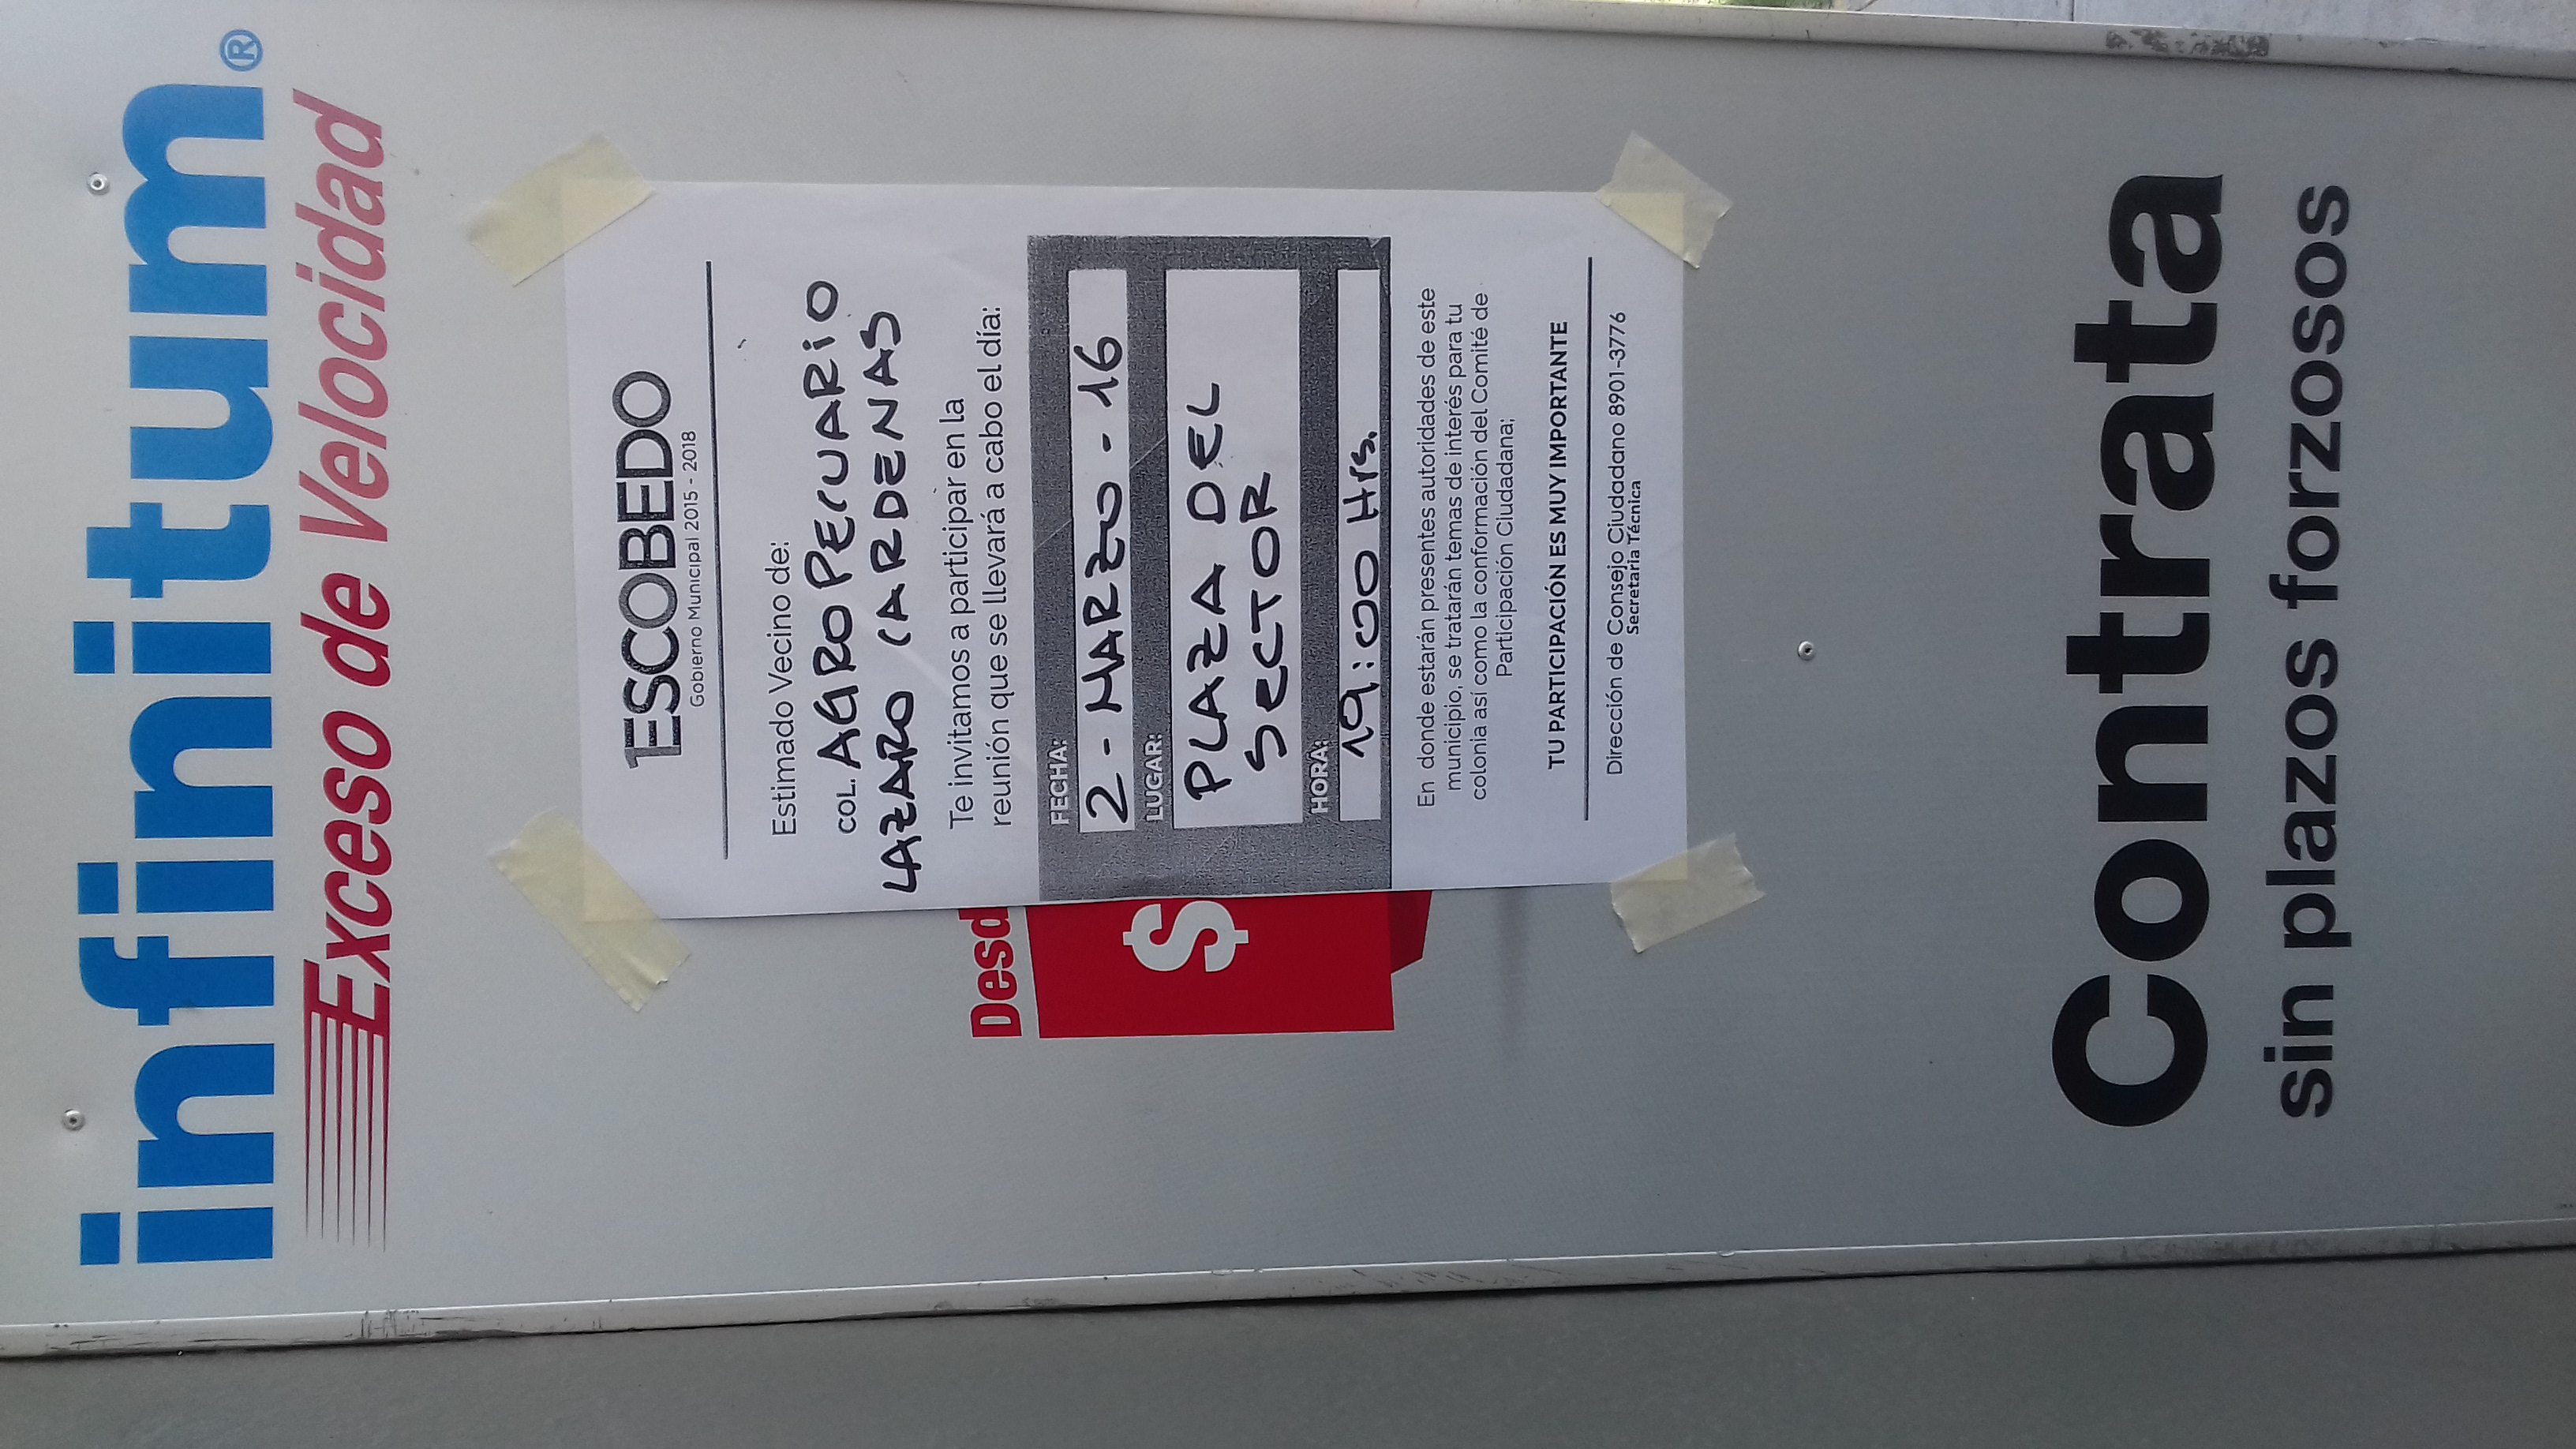 infinitum®
Exceso de Velocidad
ESCOBEDO
Gobierno Municipal 2015 - 2018
Estimado Vecino de:
COL. AGROPECUARIO
LAZARO CARDENAS
Te invitamos a participar en la
reunión que se llevará a cabo el día:
FECHA:
2 - MARZO - 16
LUGAR:
PLAZA DEL
SECTOR
HORA:
19:00 Hrs.
En donde estarán presentes autoridades de este
municipio, se tratarán temas de interés para tu
colonia así como la conformación del Comité de
Participación Ciudadana;
TU PARTICIPACIÓN ES MUY IMPORTANTE
Dirección de Consejo Ciudadano 8901-3776
Secretaría Técnica
Desd
$
Contrata
sin plazos forzosos